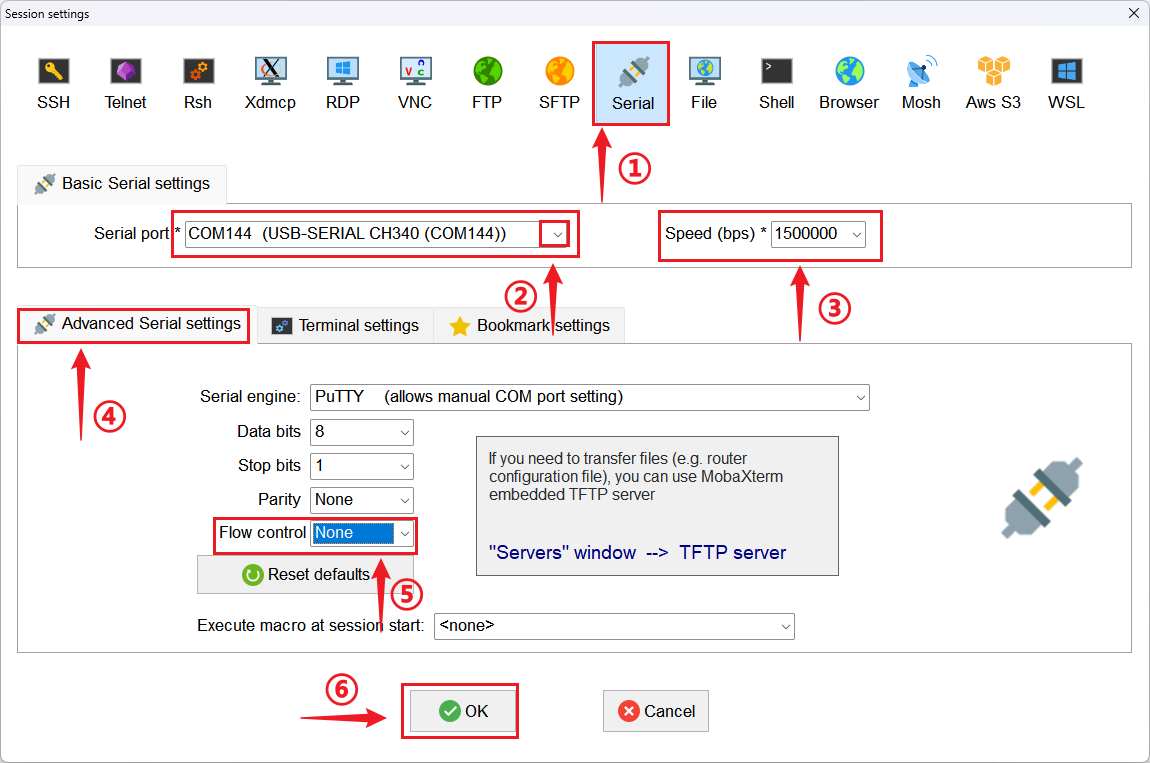 Session settings
SSH Telnet Rsh Xdmcp RDP VNC FTP SFTP Serial File Shell Browser Mosh Aws S3 WSL
①
Basic Serial settings
Serial port * COM144 (USB-SERIAL CH340 (COM144)) Speed (bps) * 1500000
② ③
Advanced Serial settings Terminal settings Bookmark settings
④
Serial engine: PuTTY (allows manual COM port setting)
Data bits 8
Stop bits 1
Parity None
Flow control None
Reset defaults
⑤
If you need to transfer files (e.g. router
configuration file), you can use MobaXterm
embedded TFTP server
"Servers" window --> TFTP server
Execute macro at session start: <none>
⑥
OK Cancel